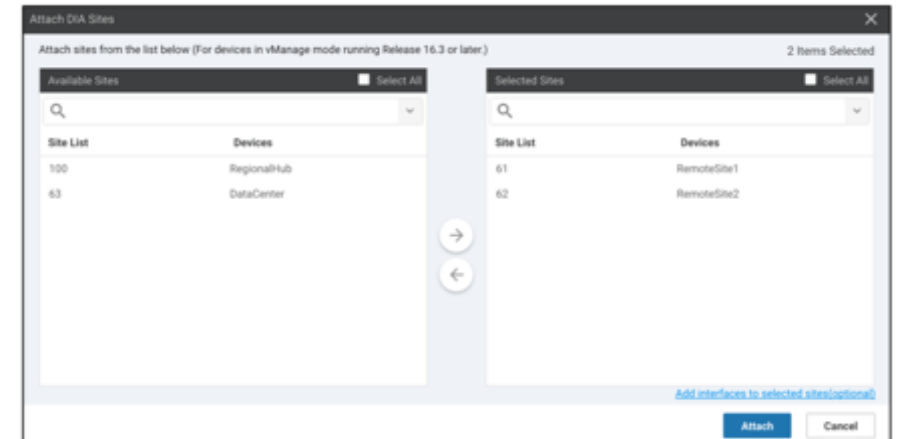 Attach DIA Sites
Attach sites from the list below (For devices in vManage mode running Release 16.3 or later.)
2 Items Selected
Available Sites
Select All
Site List Devices
100 RegionalHub
63 DataCenter
Selected Sites
Select All
Site List Devices
61 RemoteSite1
62 RemoteSite2
Add interfaces to selected sites(optional)
Attach Cancel